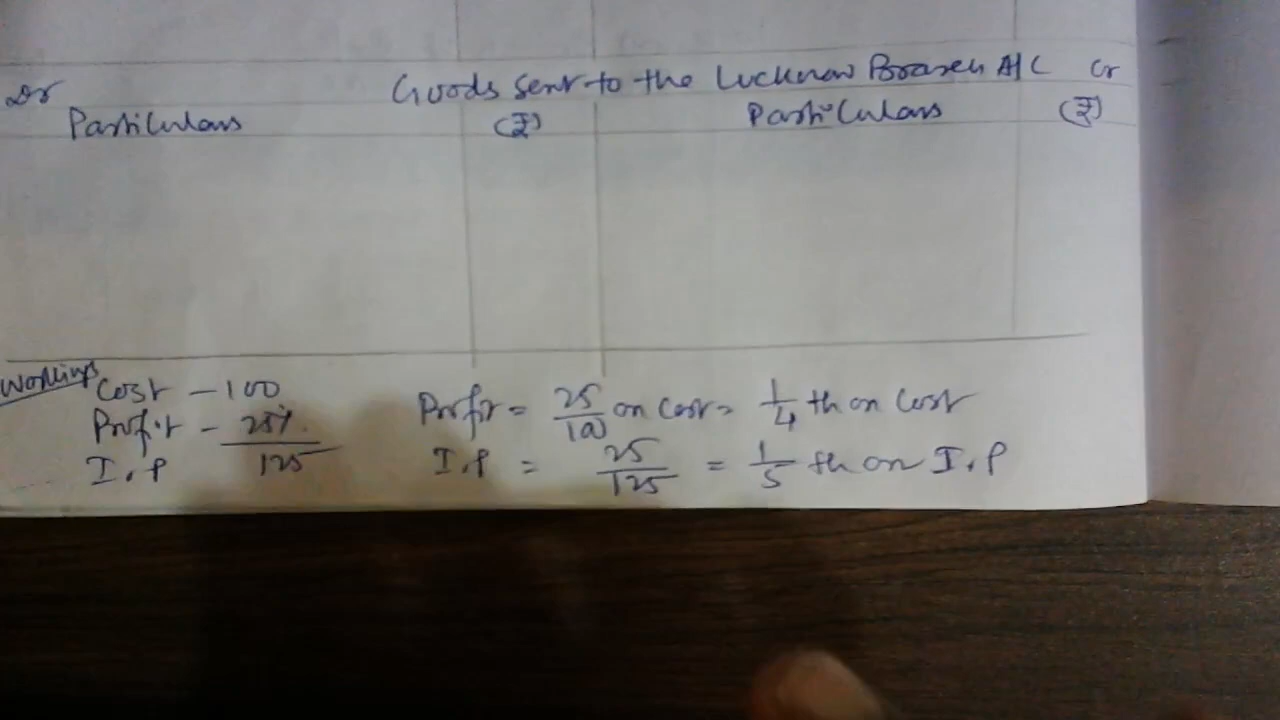 Dr Goods sent to the Lucknow Branch A/C Cr
Particulars (₹) Particulars (₹)
Workings
Cost - 100
Profit - 25%
I.P 125
Profit = 25/100 on cost = 1/4 th on Cost
I.P = 25/125 = 1/5 th on I.P